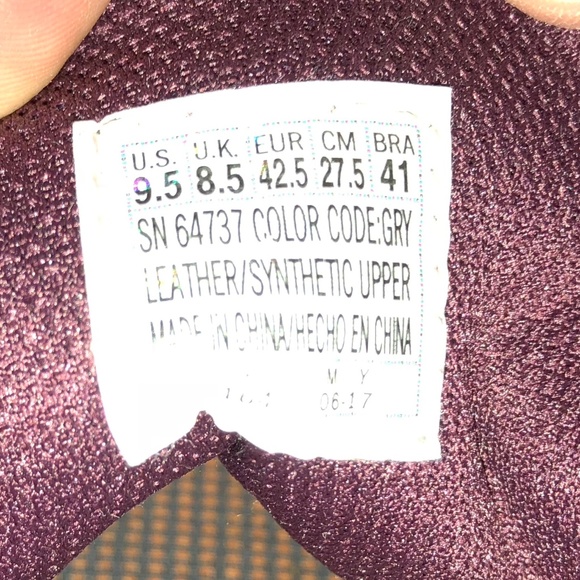 U.S. U.K. EUR CM BRA
9.5 8.5 42.5 27.5 41
SN 64737 COLOR CODE:GRY
LEATHER/SYNTHETIC UPPER
MADE IN CHINA/HECHO EN CHINA
M Y
06-17